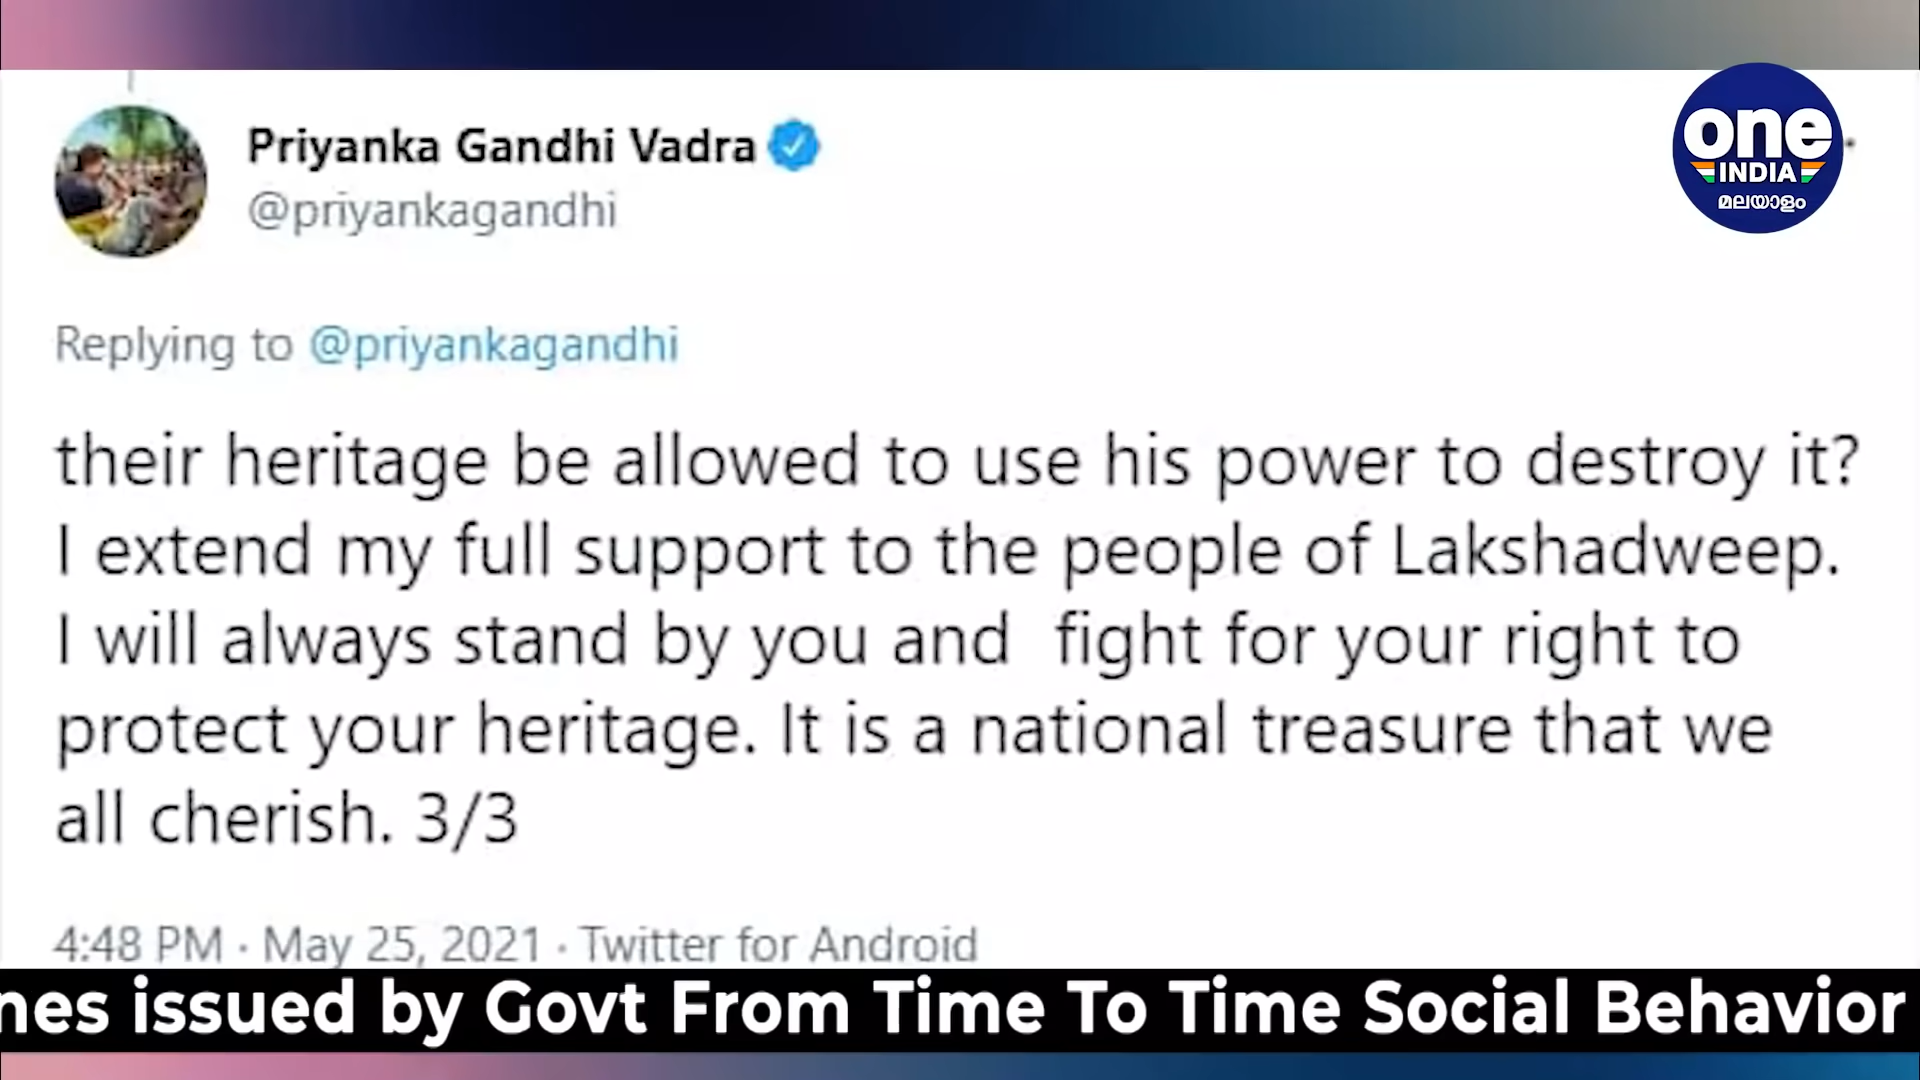 Priyanka Gandhi Vadra
@priyankagandhi
one
INDIA
മലയാളം
Replying to @priyankagandhi
their heritage be allowed to use his power to destroy it?
I extend my full support to the people of Lakshadweep.
I will always stand by you and fight for your right to
protect your heritage. It is a national treasure that we
all cherish. 3/3
4:48 PM · May 25, 2021 · Twitter for Android
nes issued by Govt From Time To Time Social Behavior